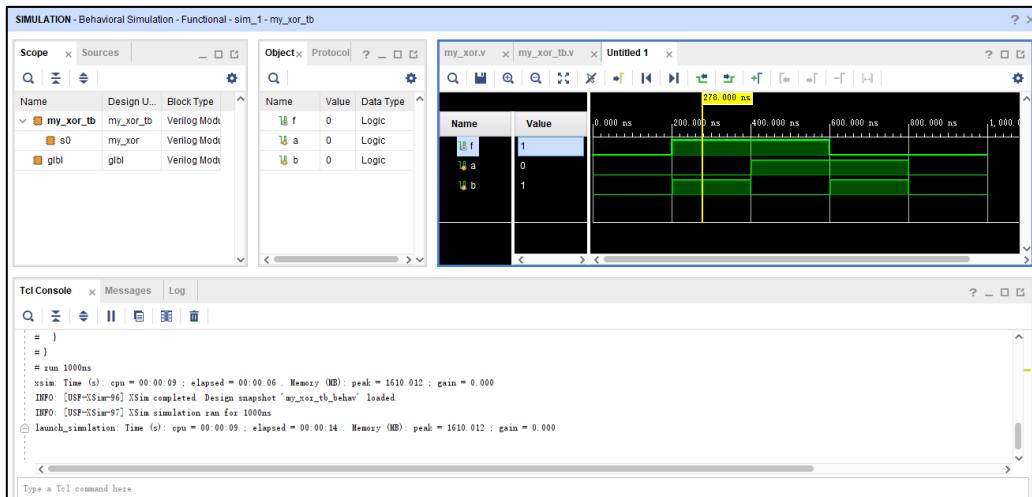 SIMULATION - Behavioral Simulation - Functional - sim_1 - my_xor_tb
Scope Sources
Name Design U... Block Type
my_xor_tb my_xor_tb Verilog Modu
s0 my_xor Verilog Modu
glbl glbl Verilog Modu
Object Protocol
Name Value Data Type
f 0 Logic
a 0 Logic
b 0 Logic
my_xor.v my_xor_tb.v Untitled 1
278.000 ns
Name Value
0.000 ns 200.000 ns 400.000 ns 600.000 ns 800.000 ns 1,000.(
f 1
a 0
b 1
Tcl Console Messages Log
# }
# }
# run 1000ns
xsim: Time (s): cpu = 00:00:09 ; elapsed = 00:00:06 . Memory (MB): peak = 1610.012 ; gain = 0.000
INFO: [USF-XSim-96] XSim completed. Design snapshot 'my_xor_tb_behav' loaded.
INFO: [USF-XSim-97] XSim simulation ran for 1000ns
launch_simulation: Time (s): cpu = 00:00:09 ; elapsed = 00:00:14 . Memory (MB): peak = 1610.012 ; gain = 0.000
Type a Tcl command here